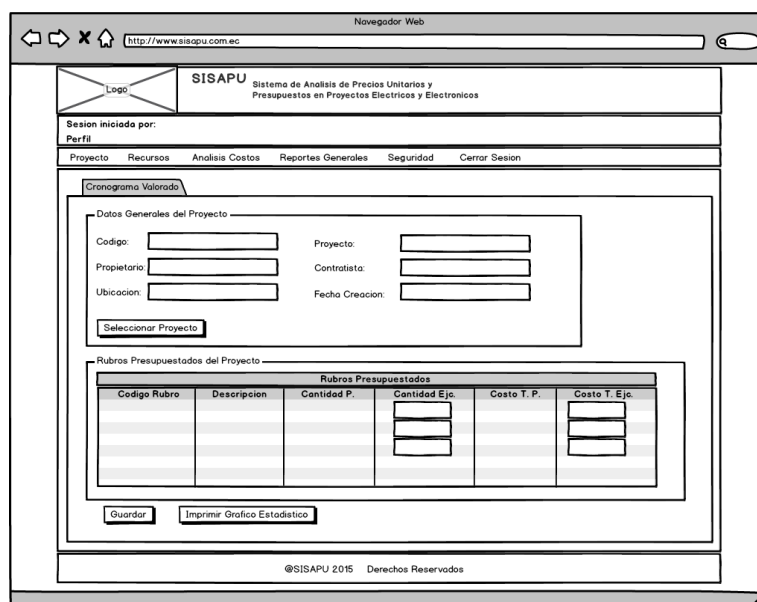 Navegador Web
http://www.sisapu.com.ec
Logo
SISAPU
Sistema de Analisis de Precios Unitarios y
Presupuestos en Proyectos Electricos y Electronicos
Sesion iniciada por:
Perfil
Proyecto Recursos Analisis Costos Reportes Generales Seguridad Cerrar Sesion
Cronograma Valorado
Datos Generales del Proyecto
Codigo: Proyecto:
Propietario: Contratista:
Ubicacion: Fecha Creacion:
Seleccionar Proyecto
Rubros Presupuestados del Proyecto
Rubros Presupuestados
Codigo Rubro Descripcion Cantidad P. Cantidad Ejc. Costo T. P. Costo T. Ejc.
Guardar Imprimir Grafico Estadistico
@SISAPU 2015 Derechos Reservados